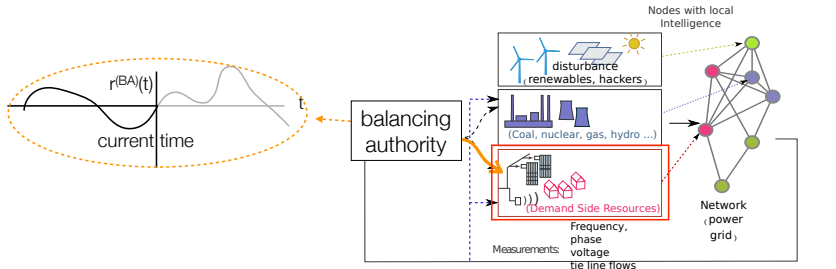 Nodes with local
Intelligence
r(BA)(t)
t
current time
balancing
authority
disturbance
(renewables, hackers)
(Coal, nuclear, gas, hydro ...)
(Demand Side Resources)
Network
(power
grid)
Measurements:
Frequency,
phase
voltage
tie line flows